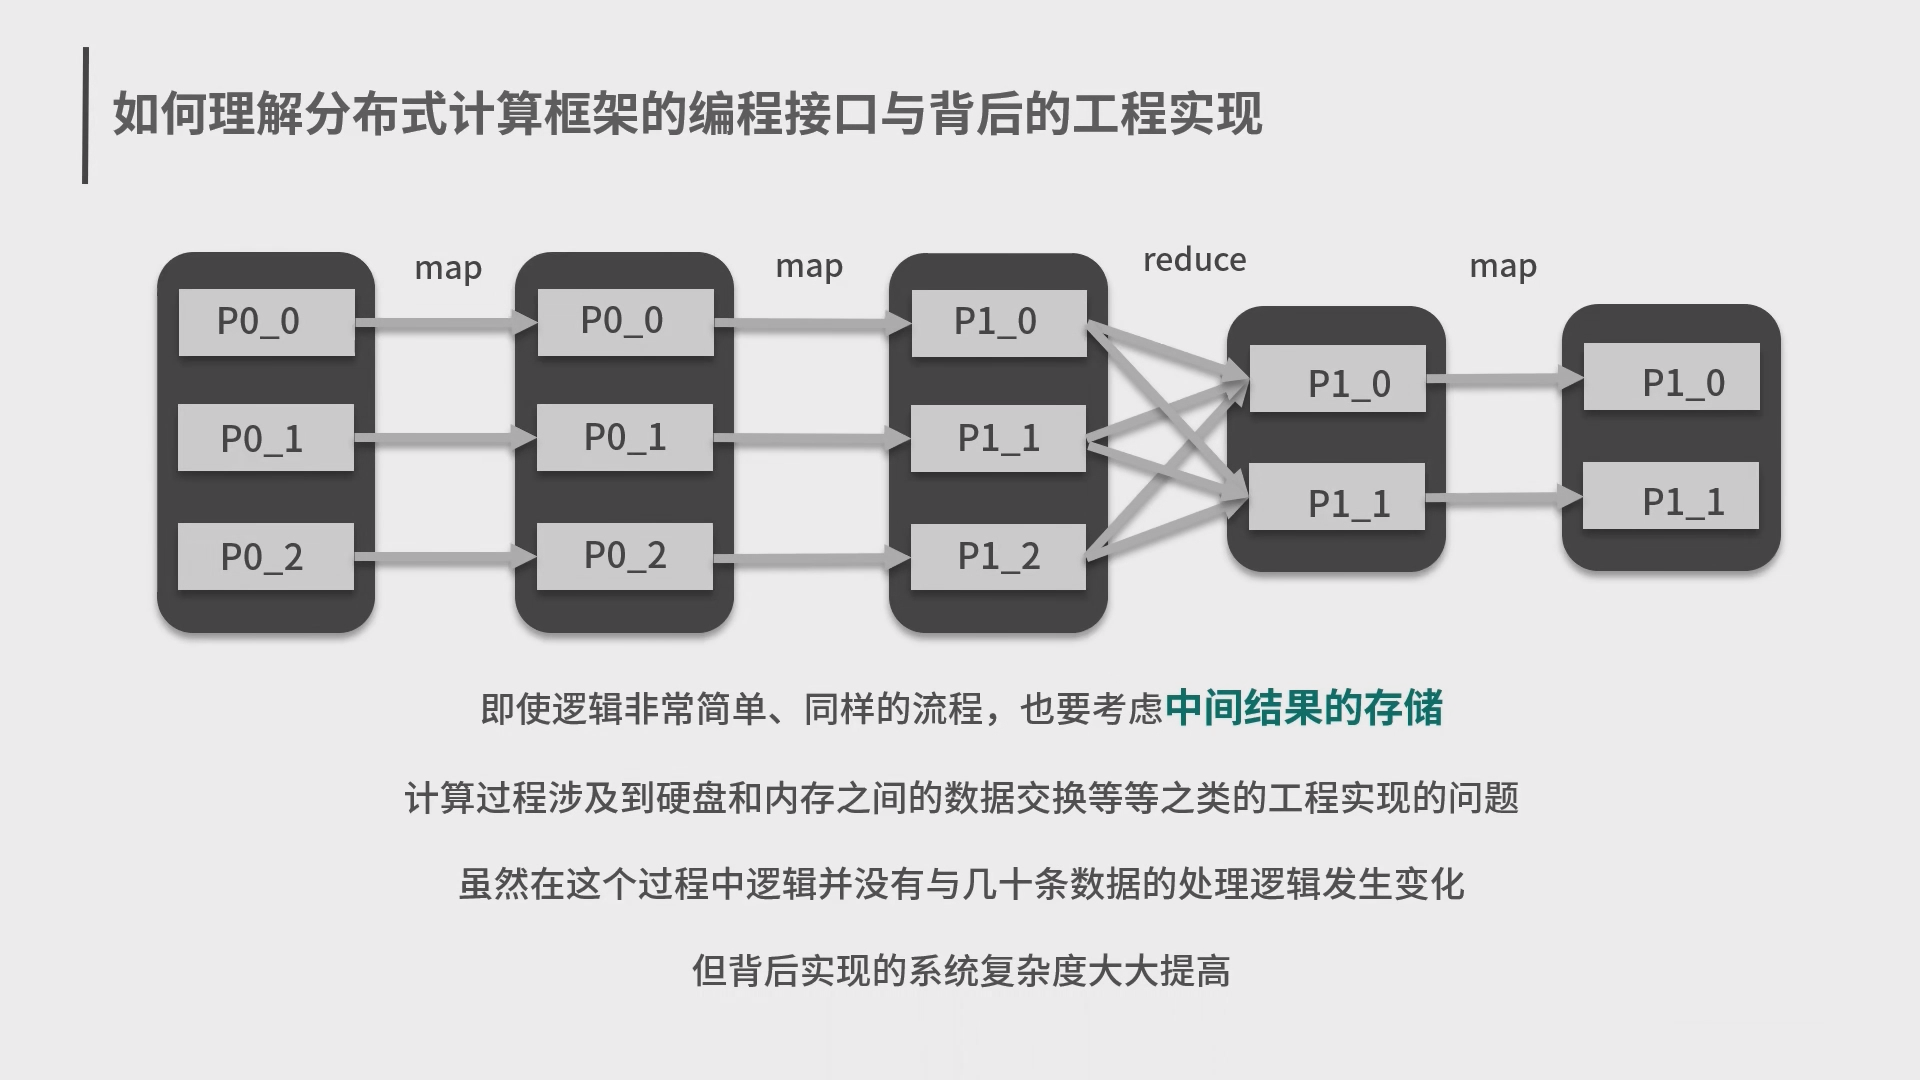 如何理解分布式计算框架的编程接口与背后的工程实现
map
map
reduce
map
P0_0
P0_0
P1_0
P1_0
P1_0
P0_1
P0_1
P1_1
P1_1
P1_1
P0_2
P0_2
P1_2
即使逻辑非常简单、同样的流程，也要考虑中间结果的存储
计算过程涉及到硬盘和内存之间的数据交换等等之类的工程实现的问题
虽然在这个过程中逻辑并没有与几十条数据的处理逻辑发生变化
但背后实现的系统复杂度大大提高